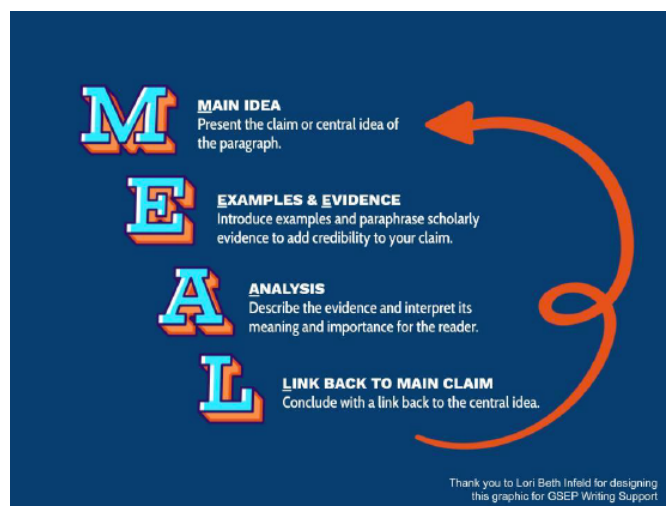 M
MAIN IDEA
Present the claim or central idea of
the paragraph.
E
EXAMPLES & EVIDENCE
Introduce examples and paraphrase scholarly
evidence to add credibility to your claim.
A
ANALYSIS
Describe the evidence and interpret its
meaning and importance for the reader.
L
LINK BACK TO MAIN CLAIM
Conclude with a link back to the central idea.
Thank you to Lori Beth Infeld for designing
this graphic for GSEP Writing Support